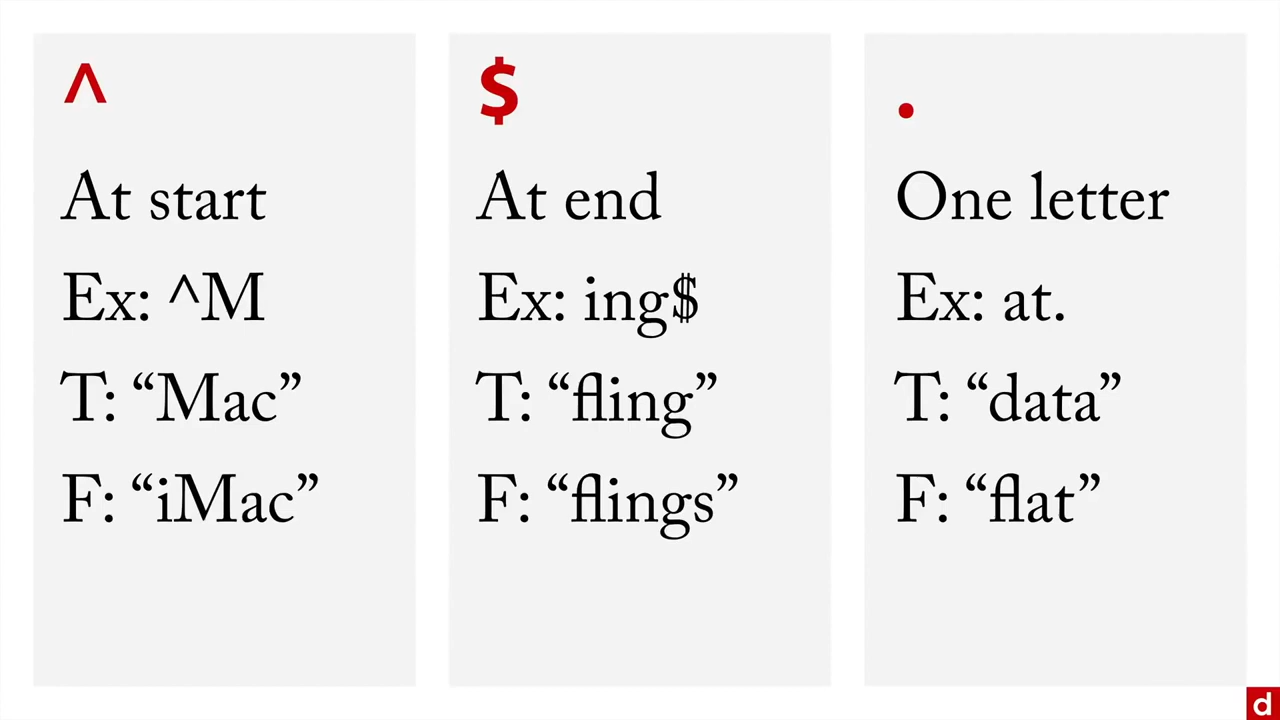 ^
At start
Ex: ^M
T: “Mac”
F: “iMac”
$
At end
Ex: ing$
T: “fling”
F: “flings”
.
One letter
Ex: at.
T: “data”
F: “flat”
d